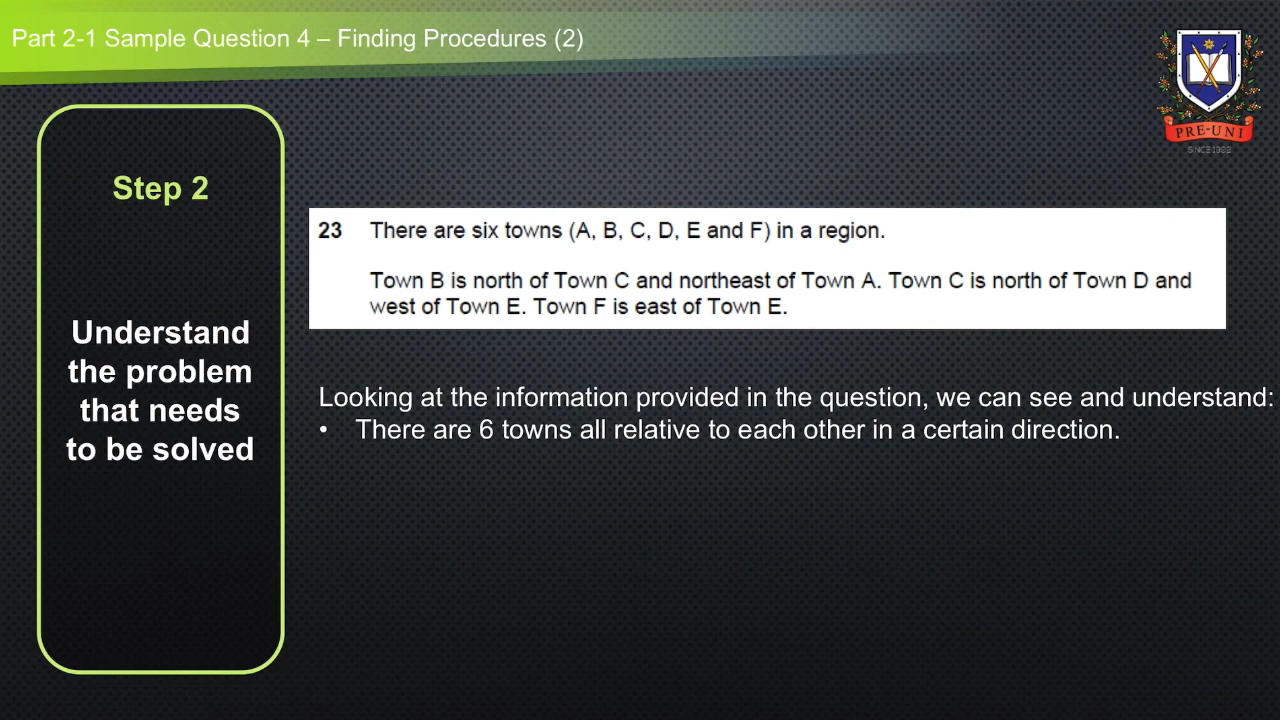 Part 2-1 Sample Question 4 – Finding Procedures (2)
PRE-UNI
SINCE 1992
Step 2
Understand
the problem
that needs
to be solved
23 There are six towns (A, B, C, D, E and F) in a region.
Town B is north of Town C and northeast of Town A. Town C is north of Town D and
west of Town E. Town F is east of Town E.
Looking at the information provided in the question, we can see and understand:
• There are 6 towns all relative to each other in a certain direction.